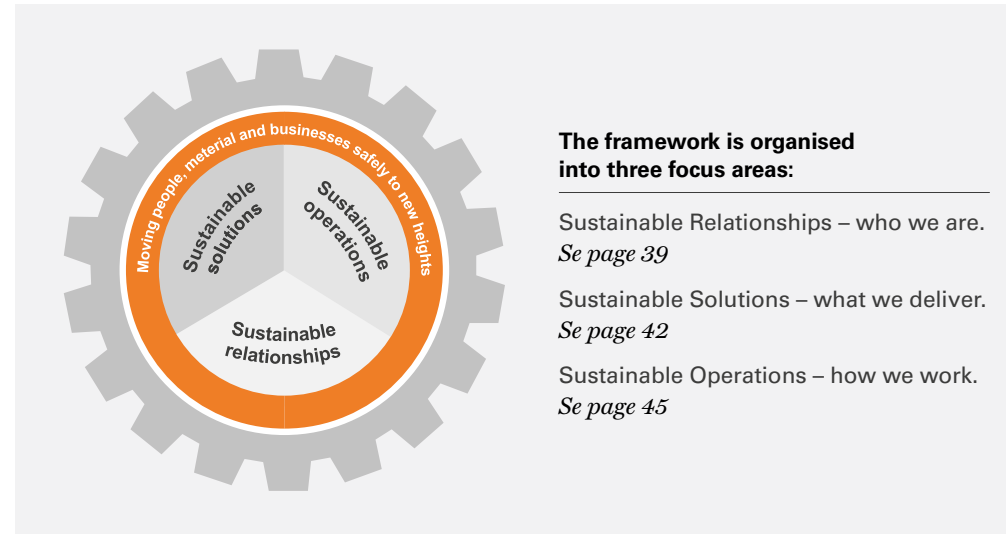 Moving people, meterial and businesses safely to new heights
Sustainable
solutions
Sustainable
operations
Sustainable
relationships
The framework is organised
into three focus areas:
Sustainable Relationships – who we are.
Se page 39
Sustainable Solutions – what we deliver.
Se page 42
Sustainable Operations – how we work.
Se page 45